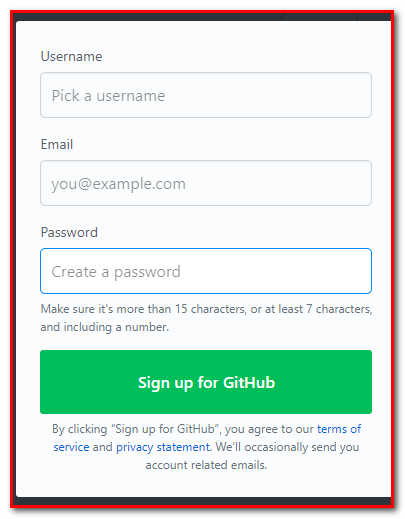 Username
Pick a username
Email
you@example.com
Password
Create a password
Make sure it's more than 15 characters, or at least 7 characters,
and including a number.
Sign up for GitHub
By clicking “Sign up for GitHub”, you agree to our terms of
service and privacy statement. We’ll occasionally send you
account related emails.